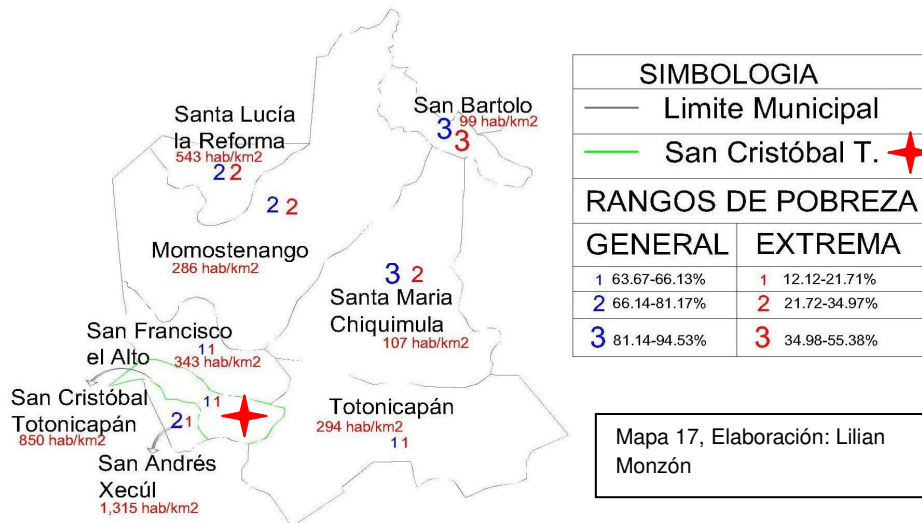 Santa Lucía
la Reforma
543 hab/km2
2 2
San Bartolo
99 hab/km2
3
3
2 2
Momostenango
286 hab/km2
3 2
Santa Maria
Chiquimula
107 hab/km2
San Francisco
el Alto
1 1
343 hab/km2
San Cristóbal
Totonicapán
850 hab/km2
1 1
2 1
San Andrés
Xecúl
1,315 hab/km2
Totonicapán
294 hab/km2
1 1
SIMBOLOGIA
Limite Municipal
San Cristóbal T.
RANGOS DE POBREZA
GENERAL EXTREMA
1 63.67-66.13% 1 12.12-21.71%
2 66.14-81.17% 2 21.72-34.97%
3 81.14-94.53% 3 34.98-55.38%
Mapa 17, Elaboración: Lilian
Monzón